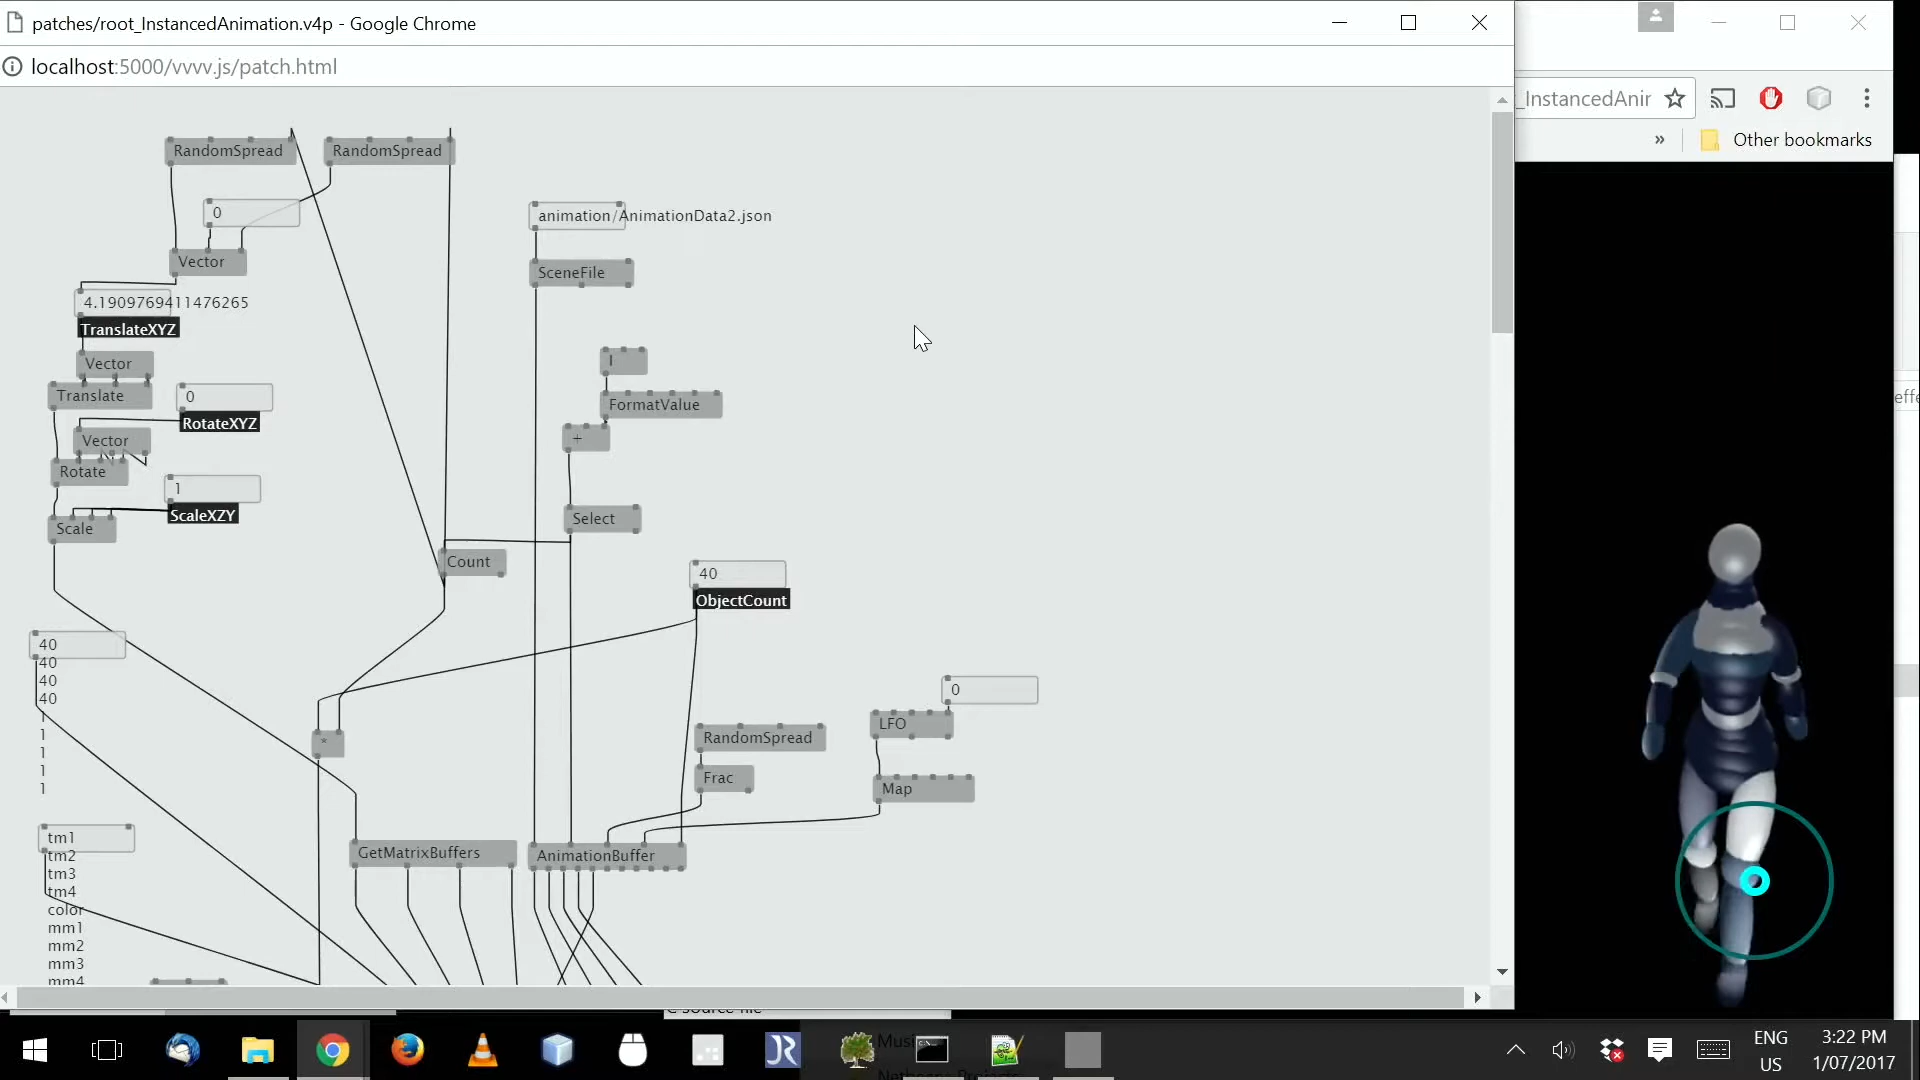 patches/root_InstancedAnimation.v4p - Google Chrome
localhost:5000/vvvv.js/patch.html
_InstancedAnir
»
Other bookmarks
RandomSpread
RandomSpread
0
animation/AnimationData2.json
Vector
SceneFile
4.1909769411476265
TranslateXYZ
Vector
I
Translate
0
FormatValue
RotateXYZ
Vector
+
Rotate
1
ScaleXZY
Select
Scale
Count
40
ObjectCount
40
40
40
40
1
1
1
1
1
0
LFO
*
RandomSpread
Frac
Map
tm1
tm2
tm3
tm4
color
mm1
mm2
mm3
mm4
GetMatrixBuffers
AnimationBuffer
ENG
US
3:22 PM
1/07/2017